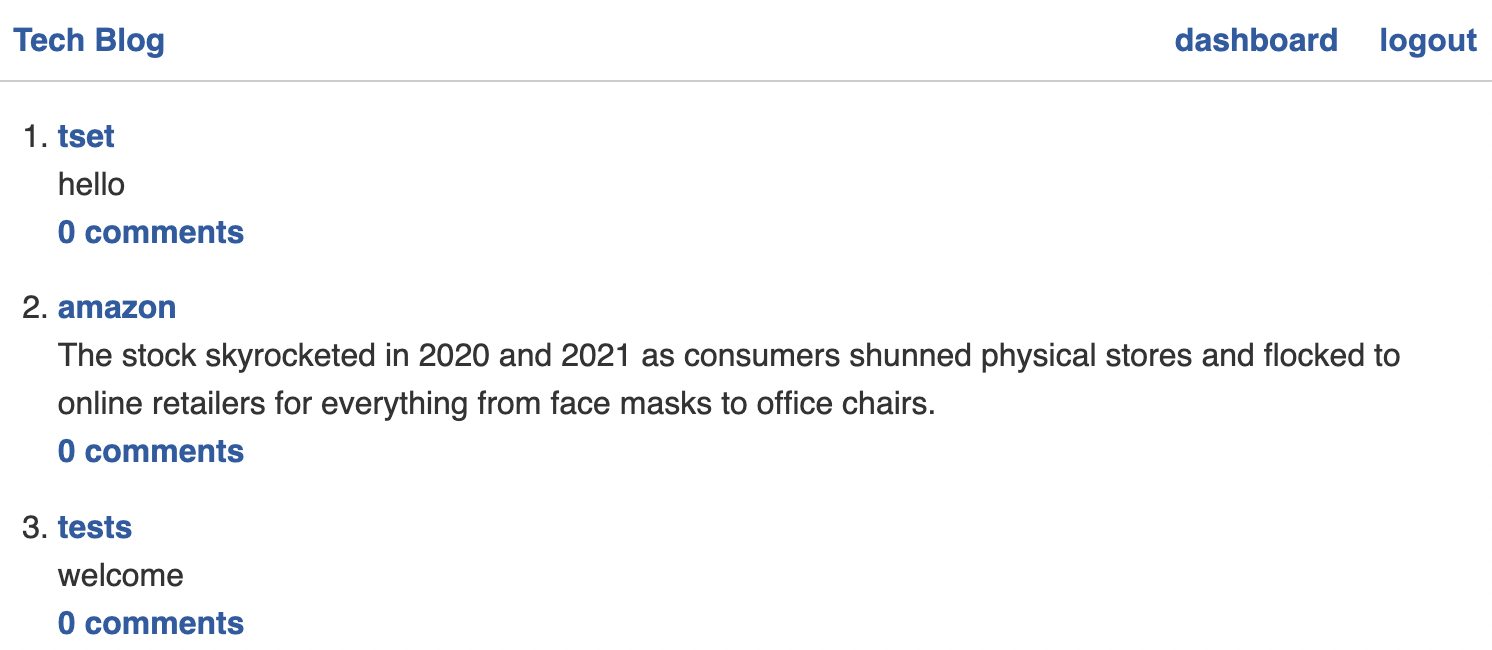 Tech Blog dashboard logout
1. tset
hello
0 comments
2. amazon
The stock skyrocketed in 2020 and 2021 as consumers shunned physical stores and flocked to
online retailers for everything from face masks to office chairs.
0 comments
3. tests
welcome
0 comments